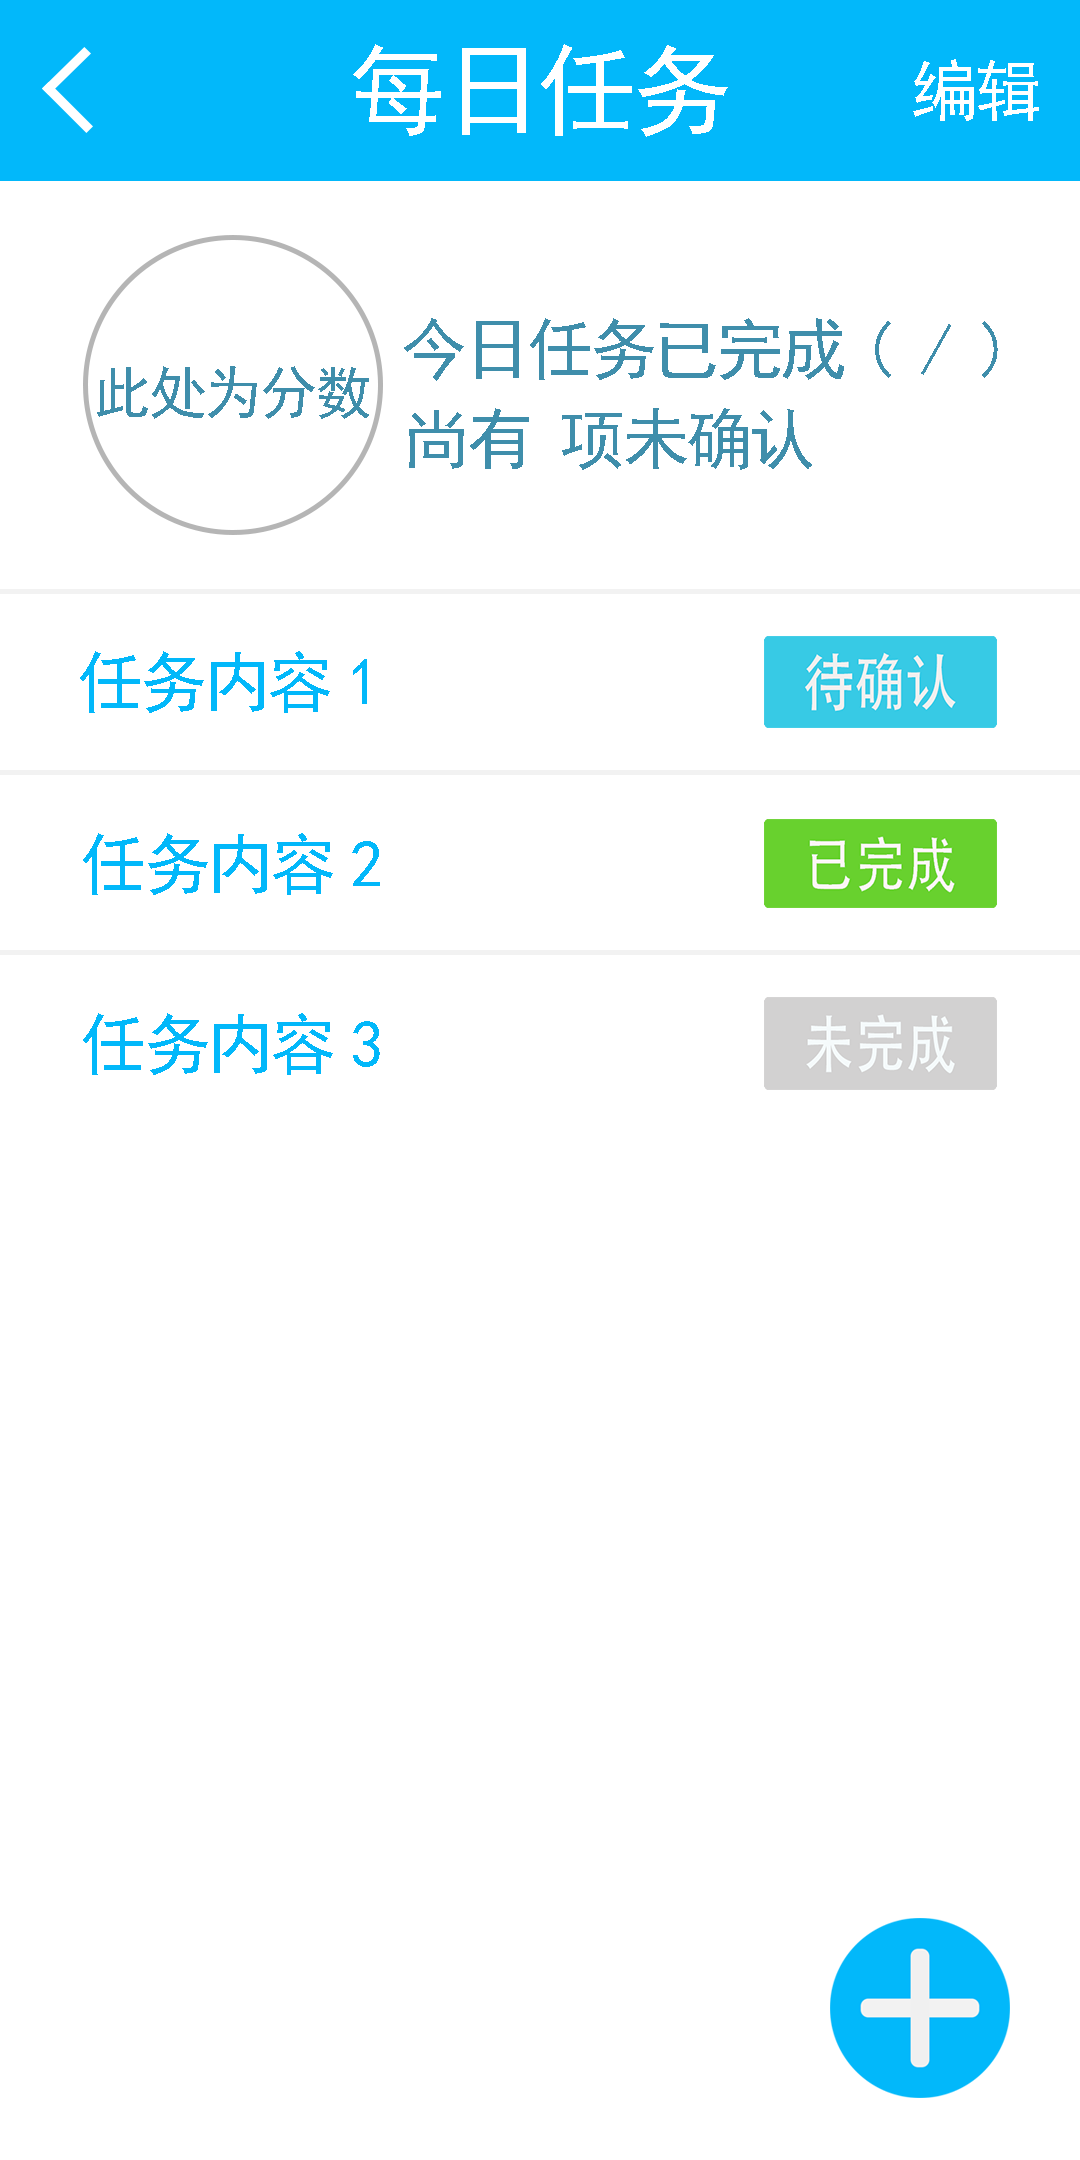 每日任务
编辑
此处为分数
今日任务已完成（ / ）
尚有 项未确认
任务内容 1
待确认
任务内容 2
已完成
任务内容 3
未完成